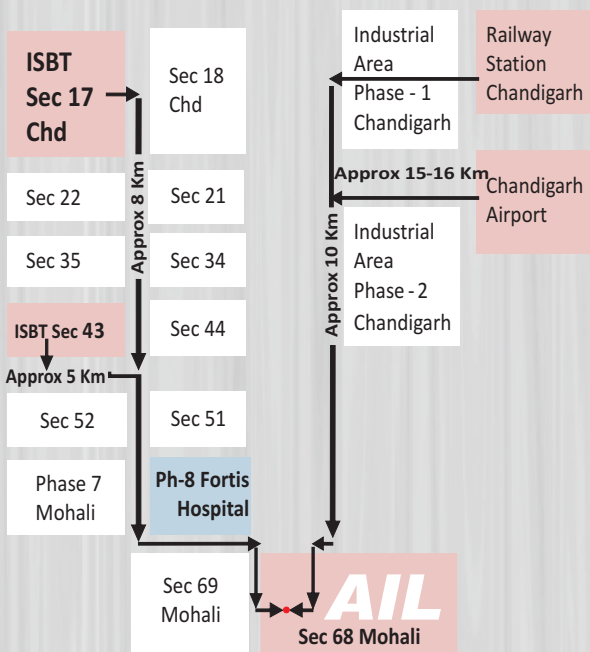 ISBT
Sec 17
Chd
Sec 18
Chd
Industrial
Area
Phase - 1
Chandigarh
Railway
Station
Chandigarh
Approx 8 Km
Approx 15-16 Km
Chandigarh
Airport
Sec 22
Sec 21
Approx 10 Km
Industrial
Area
Phase - 2
Chandigarh
Sec 35
Sec 34
ISBT Sec 43
Sec 44
Approx 5 Km
Sec 52
Sec 51
Phase 7
Mohali
Ph-8 Fortis
Hospital
Sec 69
Mohali
AIL
Sec 68 Mohali